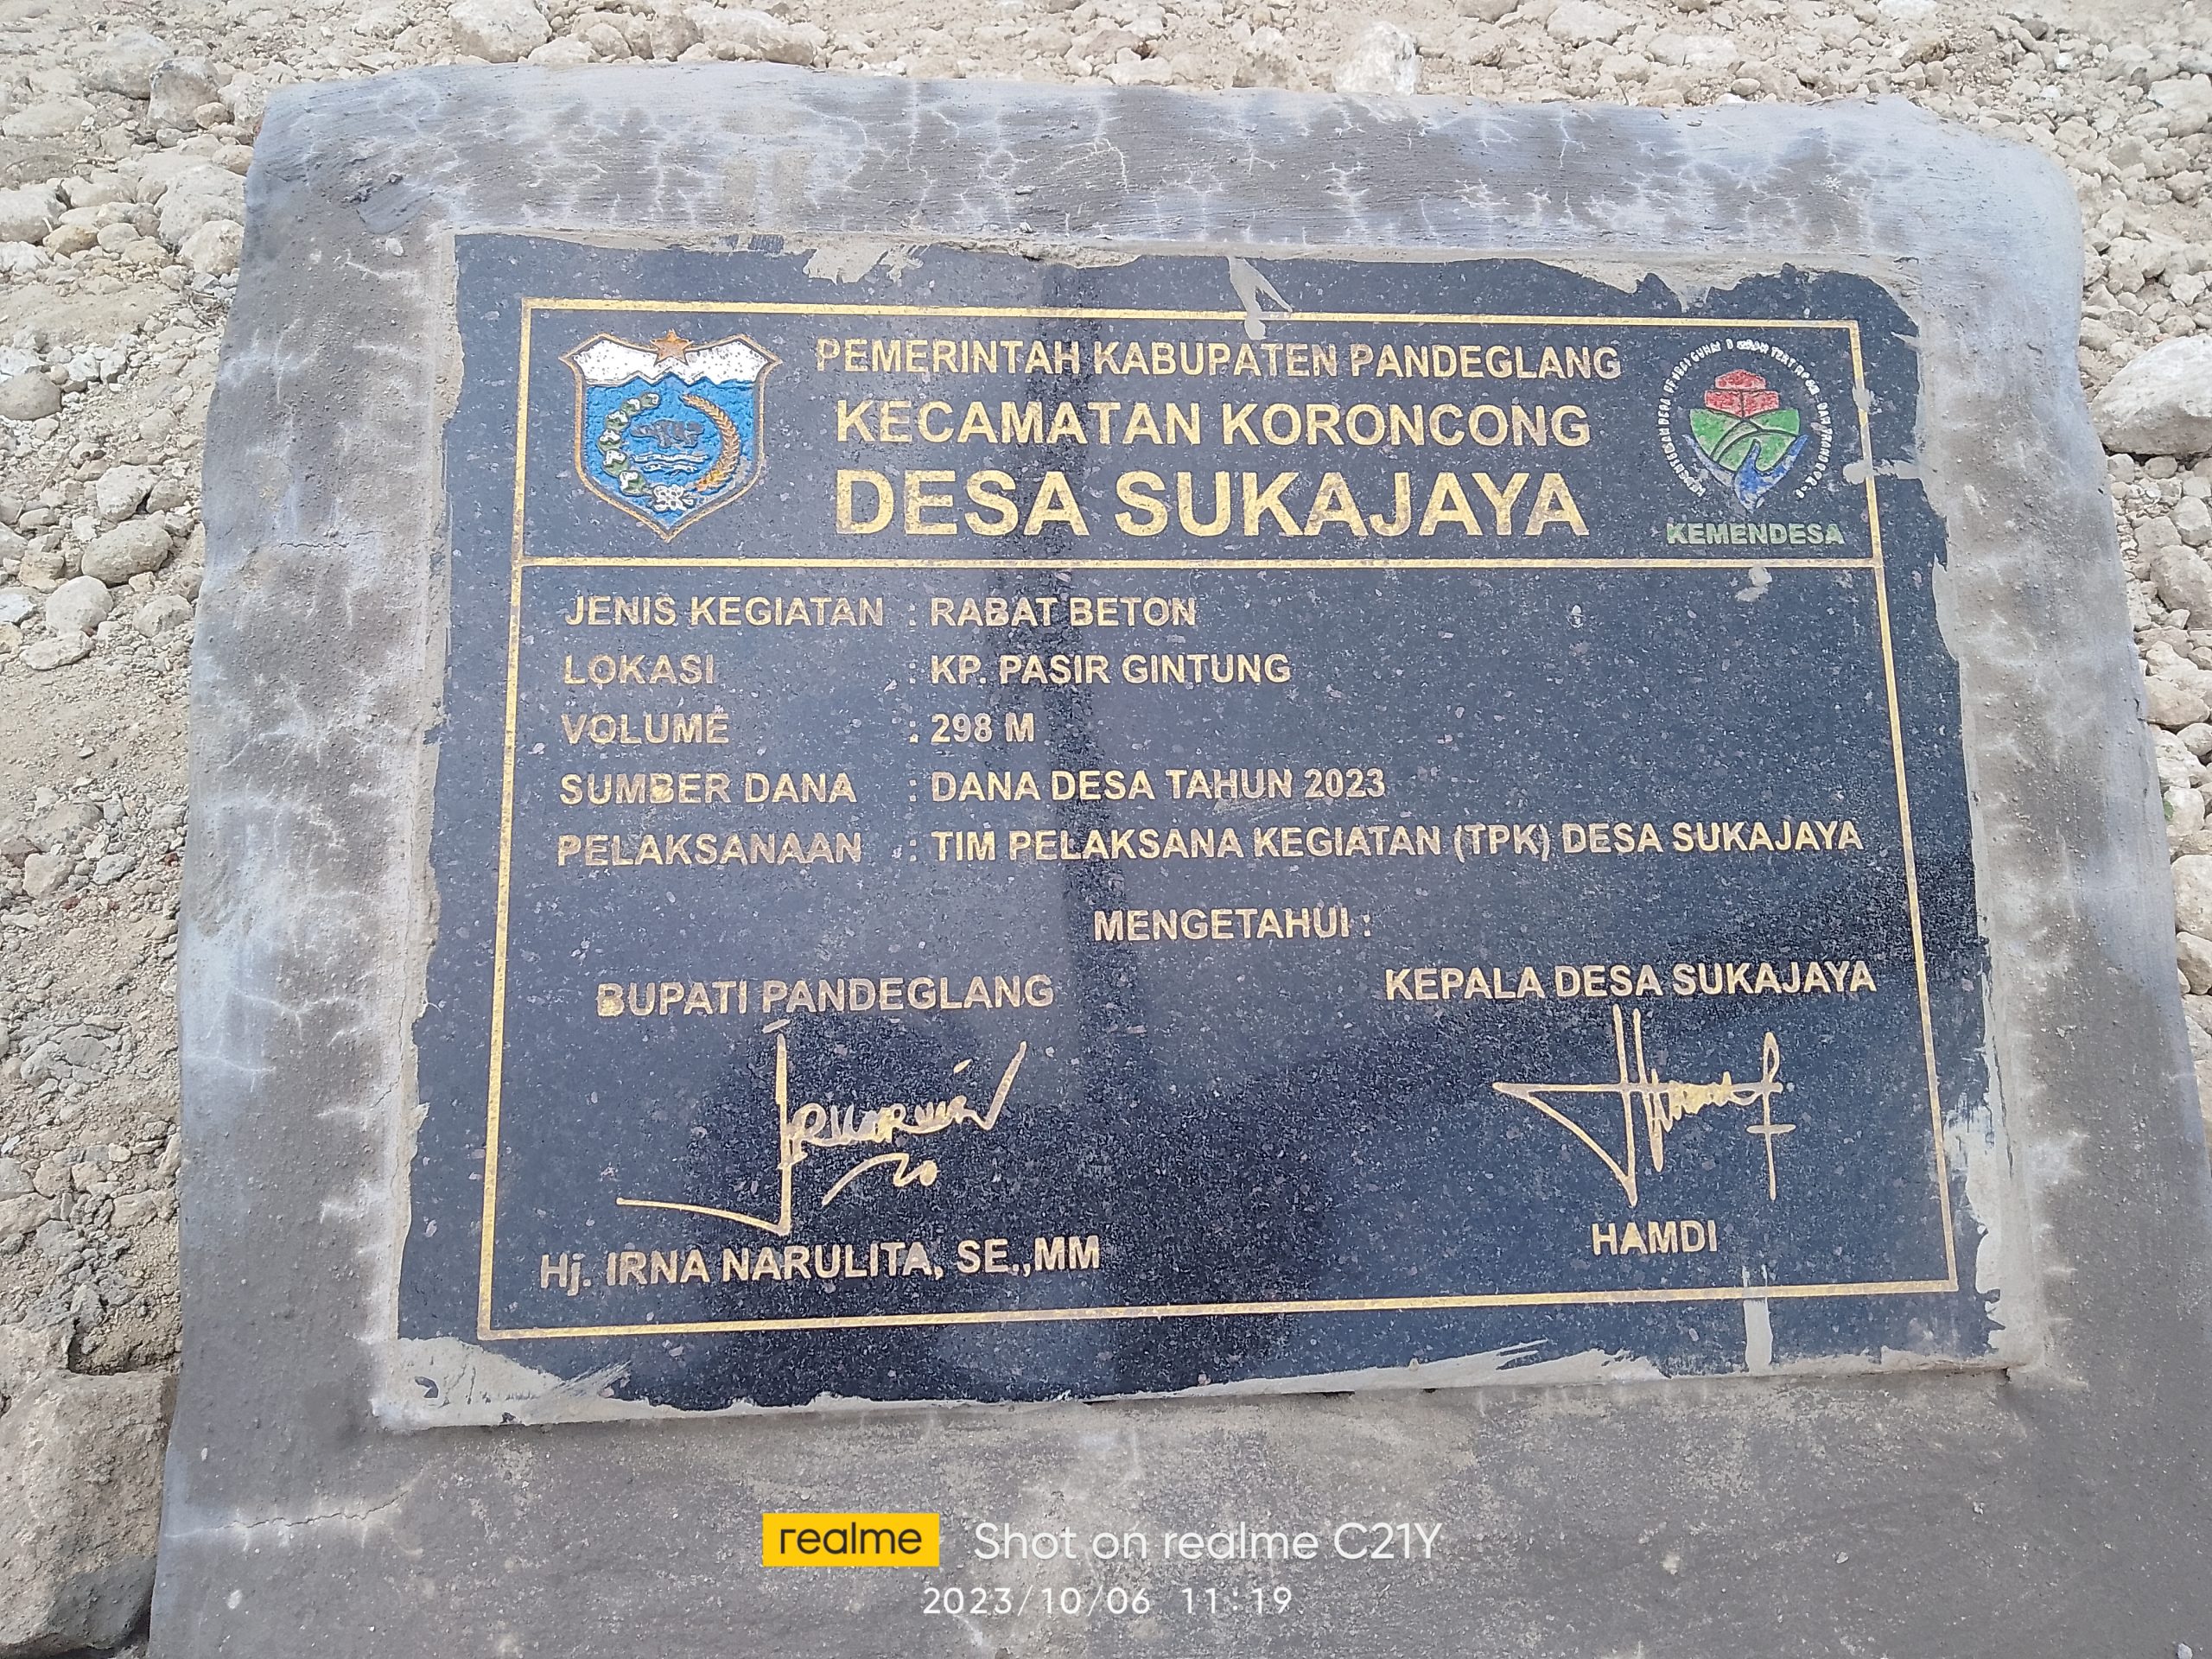 PEMERINTAH KABUPATEN PANDEGLANG
KECAMATAN KORONCONG
DESA SUKAJAYA
KEMENDESA
JENIS KEGIATAN : RABAT BETON
LOKASI : KP. PASIR GINTUNG
VOLUME : 298 M
SUMBER DANA : DANA DESA TAHUN 2023
PELAKSANAAN : TIM PELAKSANA KEGIATAN (TPK) DESA SUKAJAYA
MENGETAHUI :
BUPATI PANDEGLANG
KEPALA DESA SUKAJAYA
Hj. IRNA NARULITA, SE.,MM
HAMDI
realme Shot on realme C21Y
2023/10/06 11:19